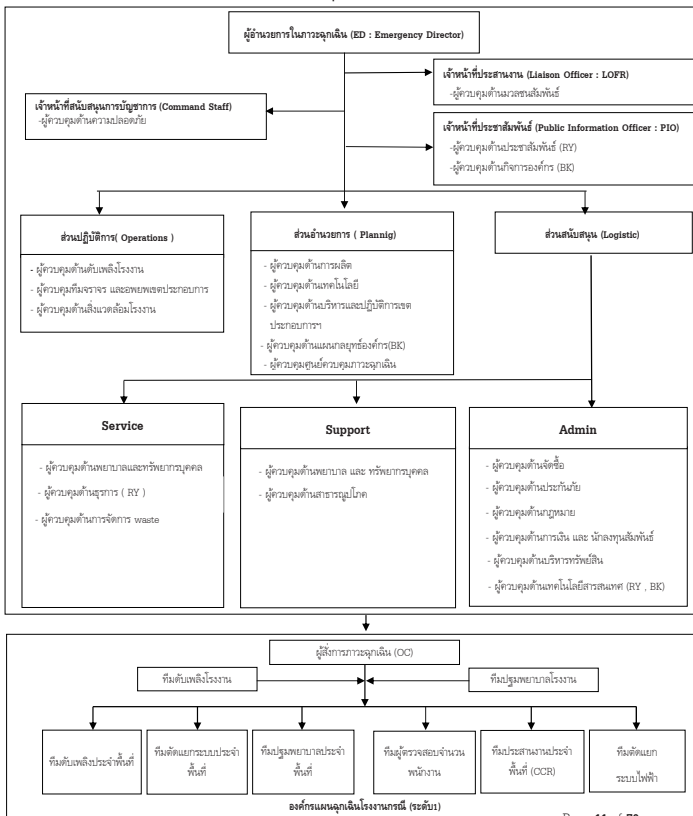 ผู้อำนวยการในภาวะฉุกเฉิน (ED : Emergency Director)
เจ้าหน้าที่ประสานงาน (Liaison Officer : LOFR)
-ผู้ควบคุมด้านมวลชนสัมพันธ์
เจ้าหน้าที่สนับสนุนการบัญชาการ (Command Staff)
-ผู้ควบคุมด้านความปลอดภัย
เจ้าหน้าที่ประชาสัมพันธ์ (Public Information Officer : PIO)
-ผู้ควบคุมด้านประชาสัมพันธ์ (RY)
-ผู้ควบคุมด้านกิจการองค์กร (BK)
ส่วนปฏิบัติการ( Operations )
- ผู้ควบคุมด้านดับเพลิงโรงงาน
- ผู้ควบคุมทีมจราจร และอพยพเขตประกอบการ
- ผู้ควบคุมด้านสิ่งแวดล้อมโรงงาน
ส่วนอำนวยการ ( Plannig)
- ผู้ควบคุมด้านการผลิต
- ผู้ควบคุมด้านเทคโนโลยี
- ผู้ควบคุมด้านบริหารและปฏิบัติการเขต
ประกอบการฯ
- ผู้ควบคุมด้านแผนกลยุทธ์องค์กร(BK)
- ผู้ควบคุมศูนย์ควบคุมภาวะฉุกเฉิน
ส่วนสนับสนุน (Logistic)
Service
- ผู้ควบคุมด้านพยาบาลและทรัพยากรบุคคล
- ผู้ควบคุมด้านธุรการ ( RY )
- ผู้ควบคุมด้านการจัดการ waste
Support
- ผู้ควบคุมด้านพยาบาล และ ทรัพยากรบุคคล
- ผู้ควบคุมด้านสาธารณูปโภค
Admin
- ผู้ควบคุมด้านจัดซื้อ
- ผู้ควบคุมด้านประกันภัย
- ผู้ควบคุมด้านกฎหมาย
- ผู้ควบคุมด้านการเงิน และ นักลงทุนสัมพันธ์
- ผู้ควบคุมด้านบริหารทรัพย์สิน
- ผู้ควบคุมด้านเทคโนโลยีสารสนเทศ (RY , BK)
ผู้สั่งการภาวะฉุกเฉิน (OC)
ทีมดับเพลิงโรงงาน
ทีมปฐมพยาบาลโรงงาน
ทีมดับเพลิงประจำพื้นที่
ทีมตัดแยกระบบประจำ
พื้นที่
ทีมปฐมพยาบาลประจำ
พื้นที่
ทีมผู้ตรวจสอบจำนวน
พนักงาน
ทีมประสานงานประจำ
พื้นที่ (CCR)
ทีมตัดแยก
ระบบไฟฟ้า
องค์กรแผนฉุกเฉินโรงงานกรณี (ระดับ1)